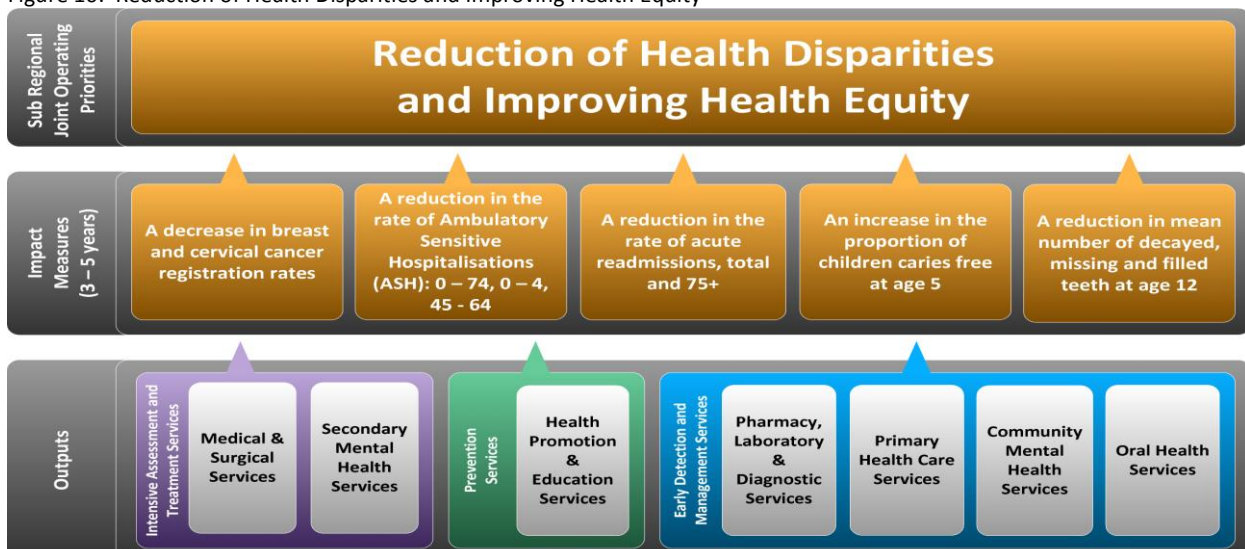 Figure 10: Reduction of Health Disparities and Improving Health Equity
Sub Regional
Joint Operating
Priorities
Reduction of Health Disparities
and Improving Health Equity
Impact
Measures
(3 – 5 years)
A decrease in breast
and cervical cancer
registration rates
A reduction in the
rate of Ambulatory
Sensitive
Hospitalisations
(ASH): 0 – 74, 0 – 4,
45 - 64
A reduction in the
rate of acute
readmissions, total
and 75+
An increase in the
proportion of
children caries free
at age 5
A reduction in mean
number of decayed,
missing and filled
teeth at age 12
Outputs
Intensive Assessment and
Treatment Services
Medical &
Surgical
Services
Secondary
Mental
Health
Services
Prevention
Services
Health
Promotion
&
Education
Services
Early Detection and
Management Services
Pharmacy,
Laboratory
&
Diagnostic
Services
Primary
Health Care
Services
Community
Mental
Health
Services
Oral Health
Services